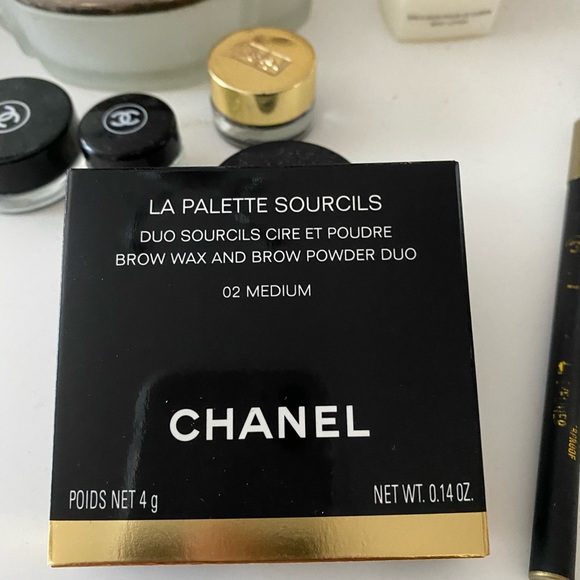 LA PALETTE SOURCILS
DUO SOURCILS CIRE ET POUDRE
BROW WAX AND BROW POWDER DUO
02 MEDIUM
CHANEL
POIDS NET 4 g NET WT. 0.14 OZ.